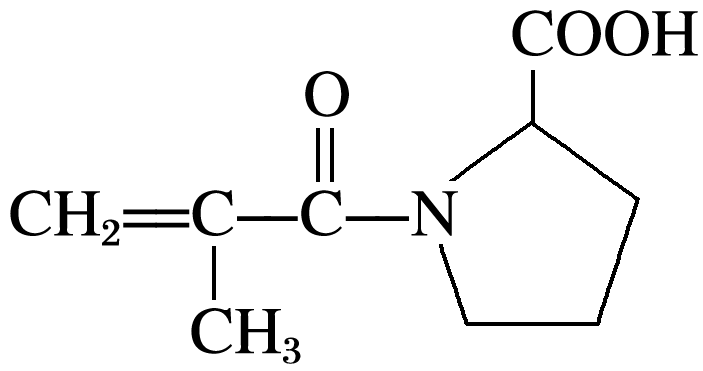 COOH
O
CH₂=C—C—N
CH₃